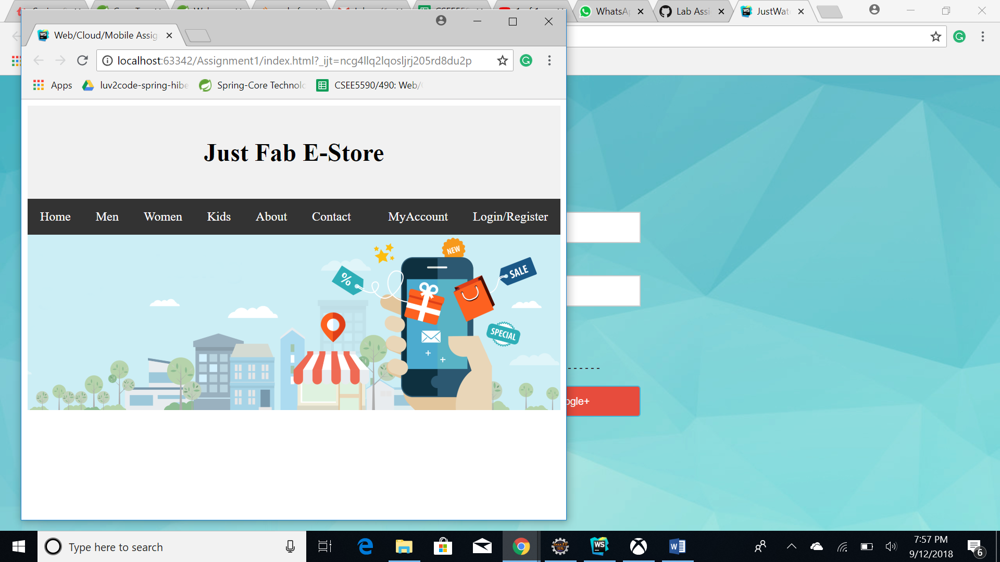 WhatsAp
Lab Assi
JustWat
Web/Cloud/Mobile Assig
localhost:63342/Assignment1/index.html?_ijt=ncg4llq2lqosljrj205rd8du2p
Apps
luv2code-spring-hibe
Spring-Core Technolo
CSEE5590/490: Web/
Just Fab E-Store
Home Men Women Kids About Contact MyAccount Login/Register
NEW
%
SALE
SPECIAL
ogle+
Type here to search
WS
7:57 PM
9/12/2018
6